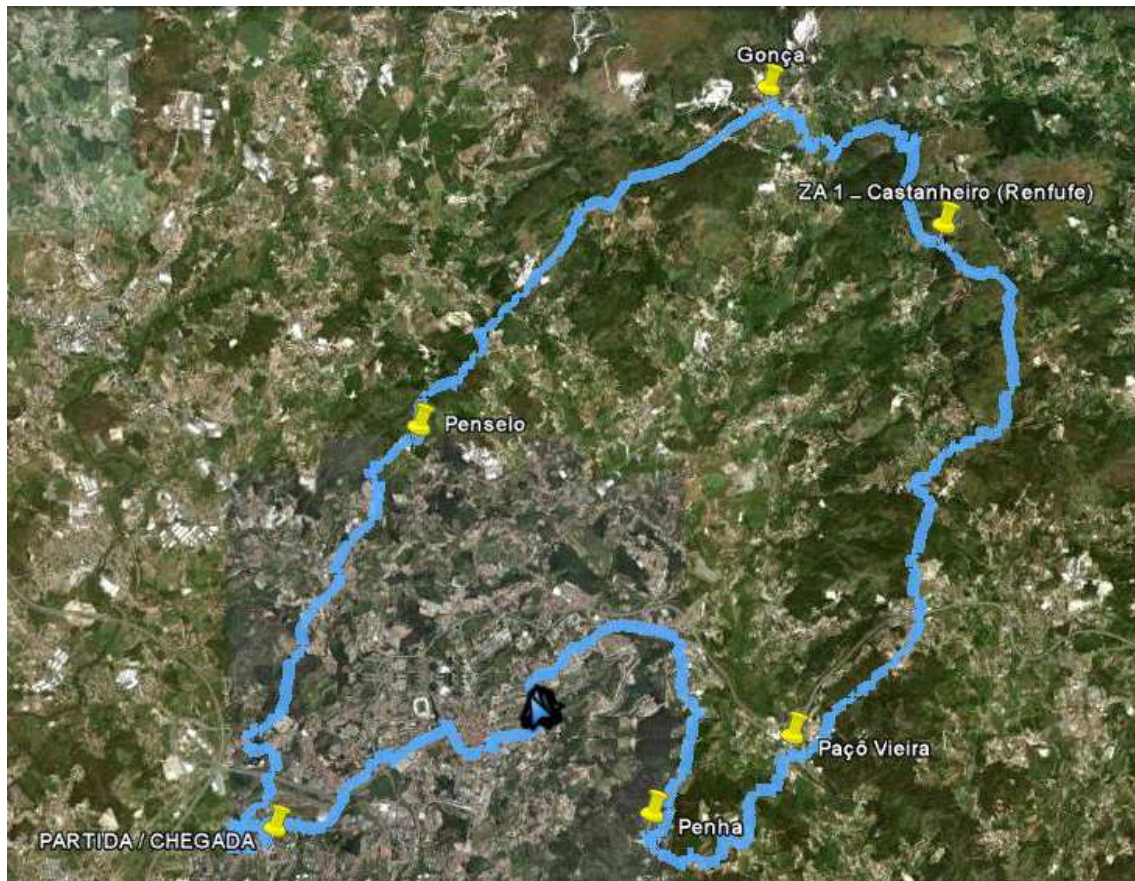 Gonça
ZA 1 – Castanheiro (Renfufe)
Penselo
Paçô Vieira
Penha
PARTIDA / CHEGADA